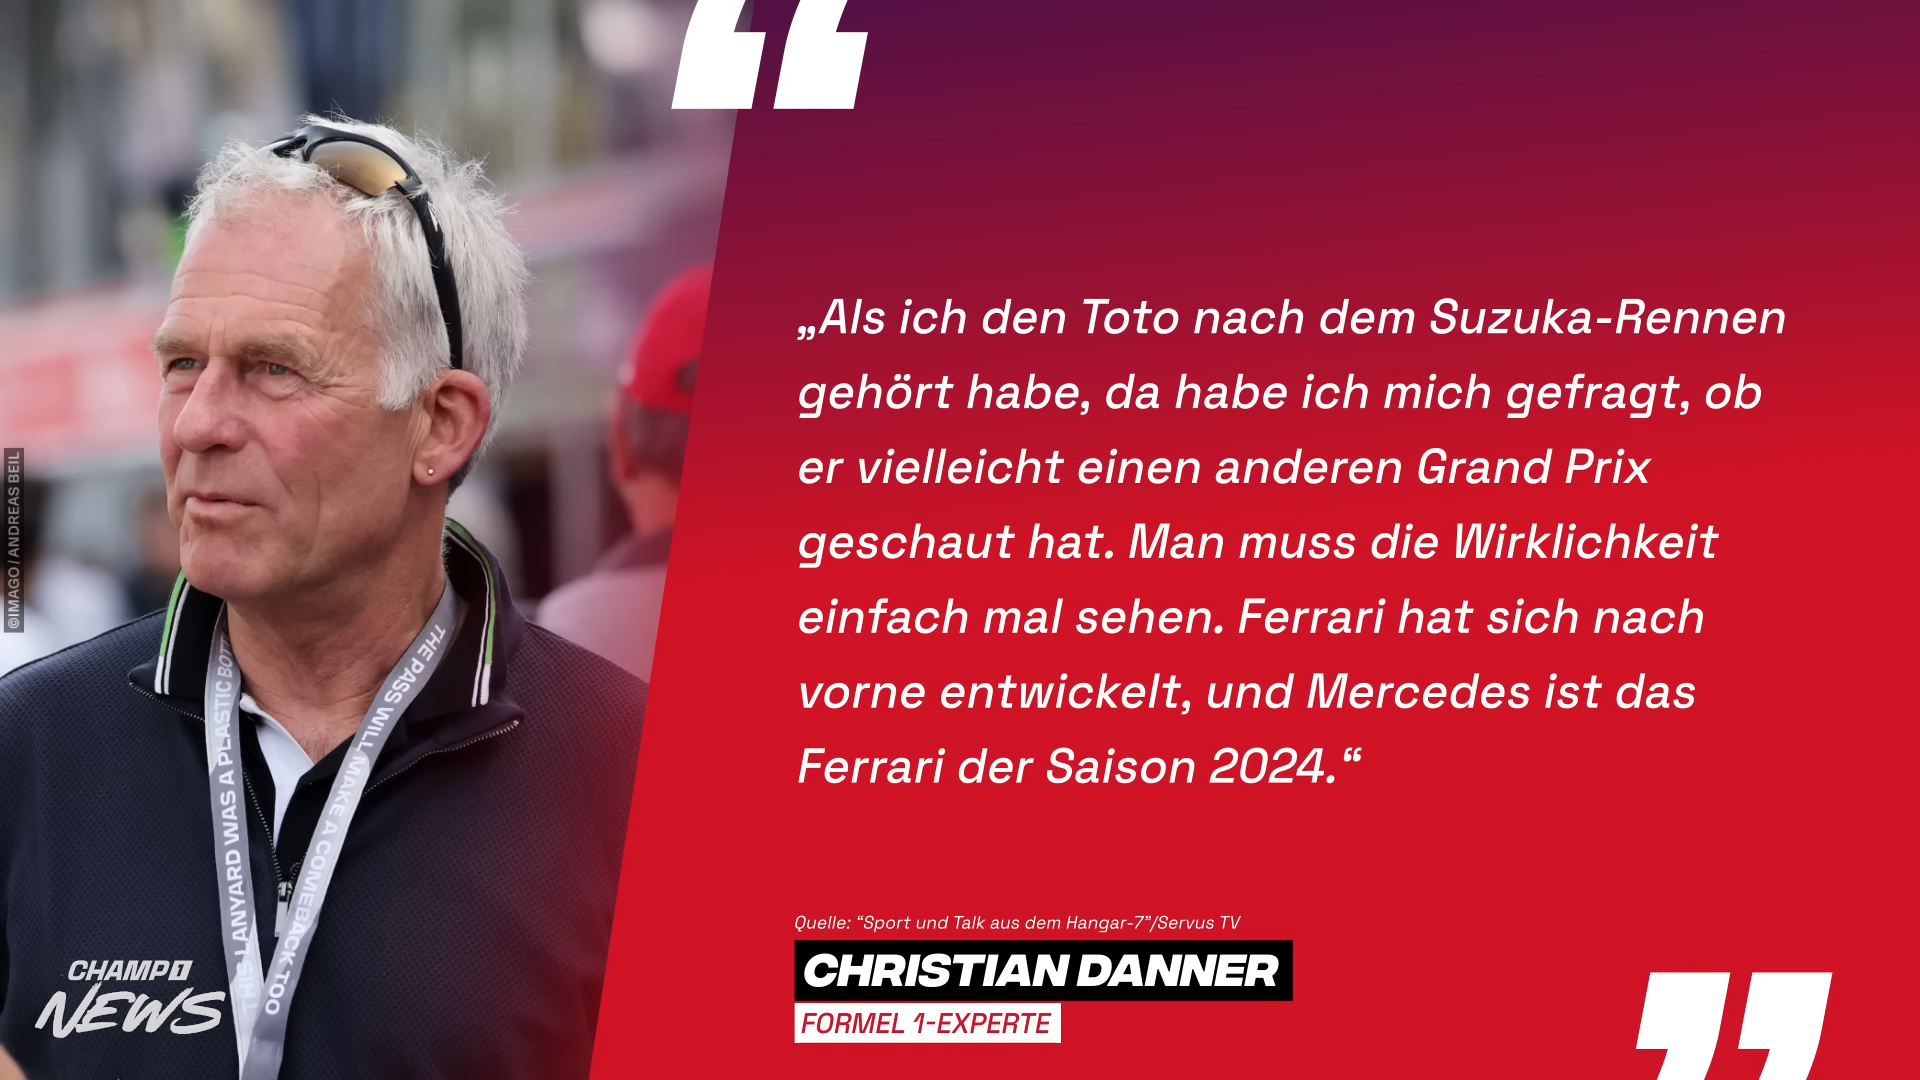 „Als ich den Toto nach dem Suzuka-Rennen
gehört habe, da habe ich mich gefragt, ob
er vielleicht einen anderen Grand Prix
geschaut hat. Man muss die Wirklichkeit
einfach mal sehen. Ferrari hat sich nach
vorne entwickelt, und Mercedes ist das
Ferrari der Saison 2024.“
Quelle: “Sport und Talk aus dem Hangar-7”/Servus TV
CHRISTIAN DANNER
FORMEL 1-EXPERTE
©IMAGO / ANDREAS BEIL
THIS LANYARD WAS A PLASTIC BOTT
THE PASS WILL MAKE A COMEBACK TOO
CHAMP1
NEWS